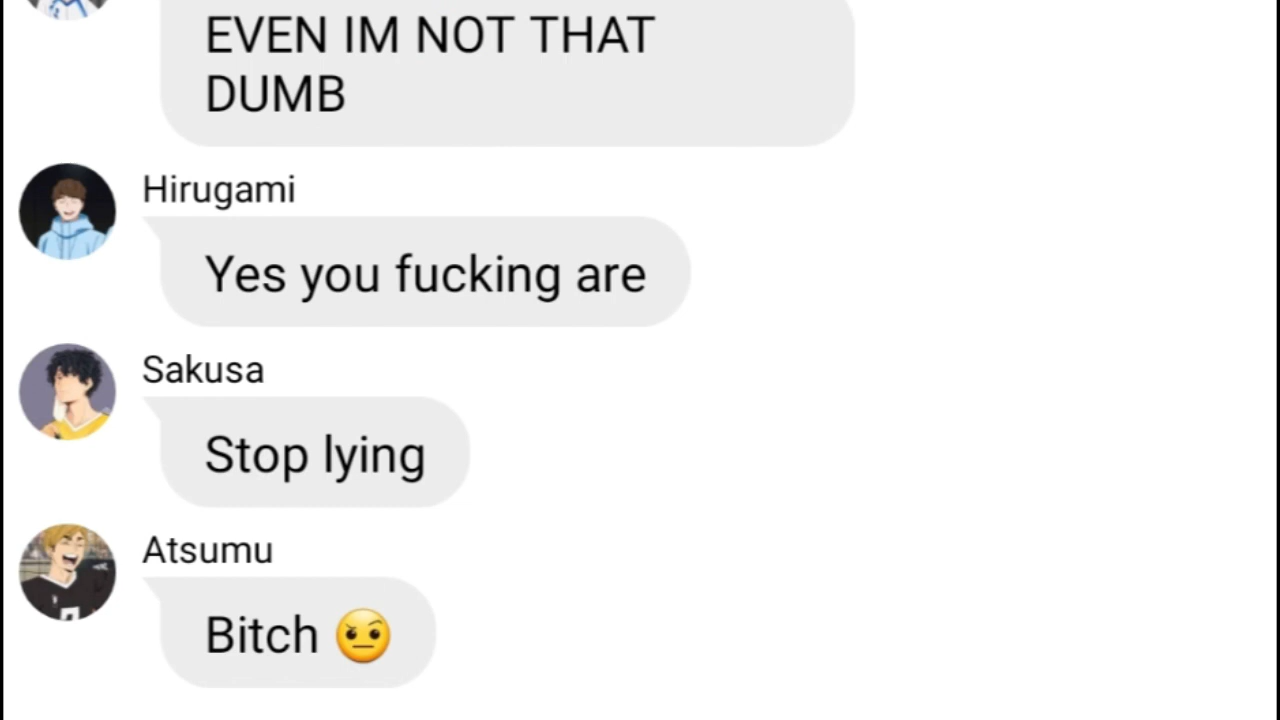 EVEN IM NOT THAT
DUMB
Hirugami
Yes you fucking are
Sakusa
Stop lying
Atsumu
Bitch 🤨